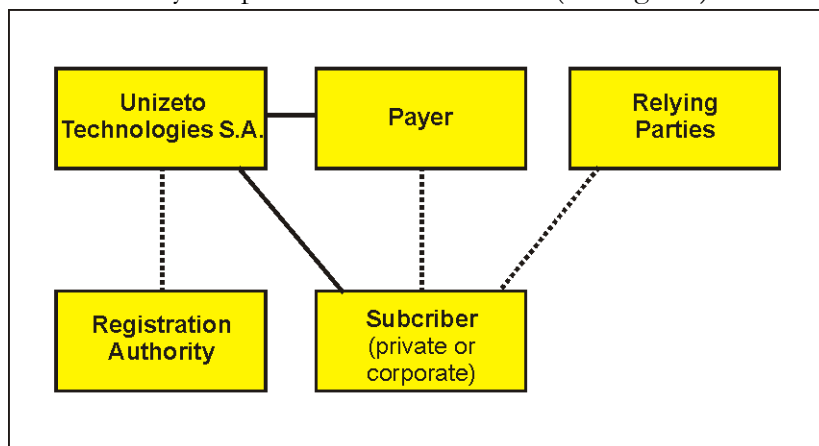 Unizeto
Technologies S.A.
Payer
Relying
Parties
Registration
Authority
Subcriber
(private or
corporate)